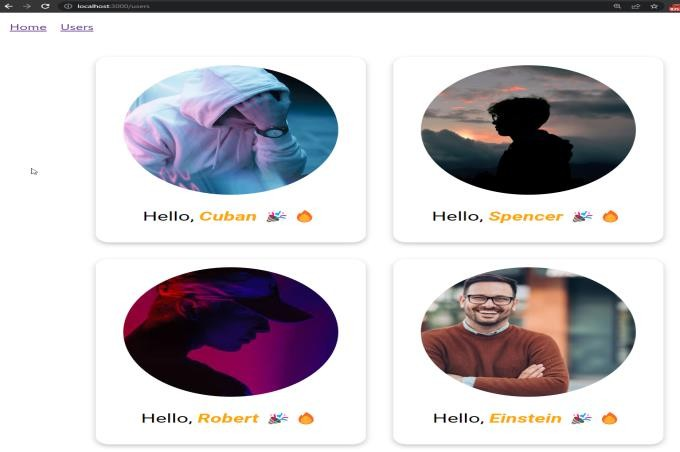 localhost:3000/users
Home Users
Hello, Cuban 🎉 🔥
Hello, Spencer 🎉 🔥
Hello, Robert 🎉 🔥
Hello, Einstein 🎉 🔥